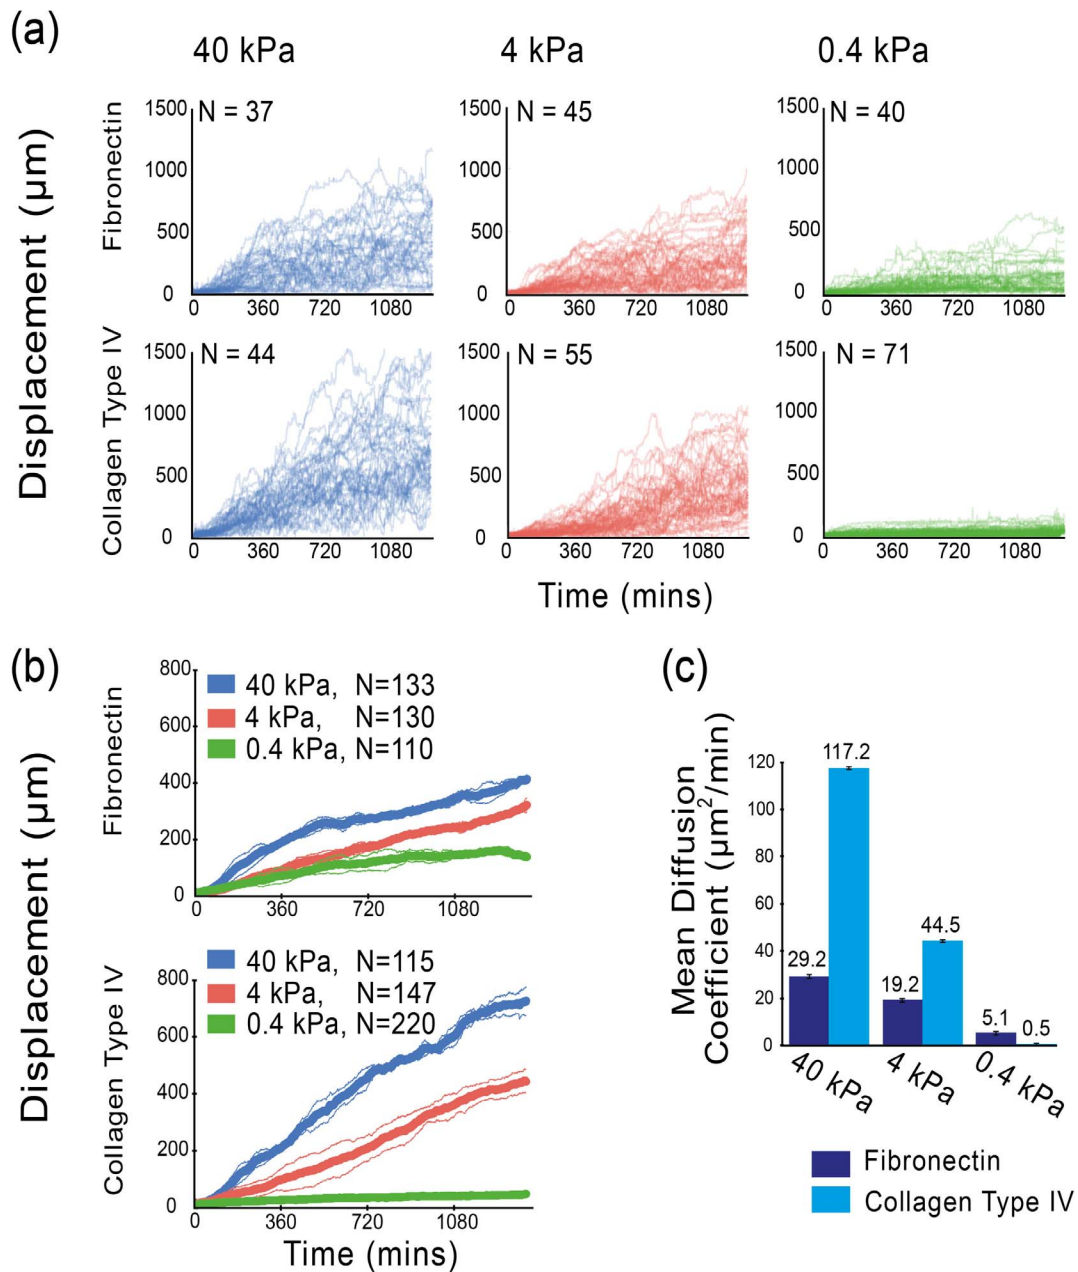 (a)
40 kPa
4 kPa
0.4 kPa
Displacement (µm)
Fibronectin
1500
1000
500
0
N = 37
0
360
720
1080
1500
1000
500
0
N = 45
0
360
720
1080
1500
1000
500
0
N = 40
0
360
720
1080
Collagen Type IV
1500
1000
500
0
N = 44
0
360
720
1080
1500
1000
500
0
N = 55
0
360
720
1080
1500
1000
500
0
N = 71
0
360
720
1080
Time (mins)
(b)
Displacement (µm)
Fibronectin
800
600
400
200
0
40 kPa, N=133
4 kPa, N=130
0.4 kPa, N=110
0
360
720
1080
Collagen Type IV
800
600
400
200
0
40 kPa, N=115
4 kPa, N=147
0.4 kPa, N=220
0
360
720
1080
Time (mins)
(c)
Mean Diffusion
Coefficient (µm²/min)
120
100
80
60
40
20
0
29.2
117.2
19.2
44.5
5.1
0.5
40 kPa
4 kPa
0.4 kPa
Fibronectin
Collagen Type IV